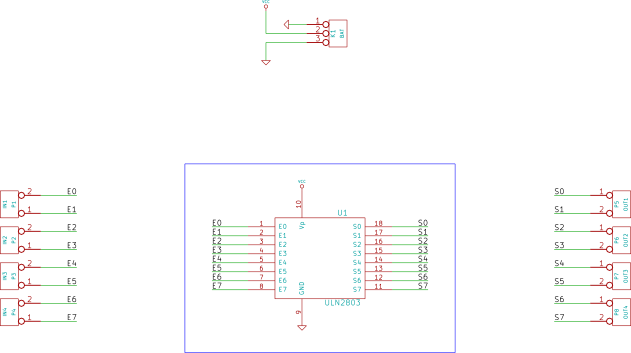 VCC
1
2
3
K1
BAT
VCC
10
U1
Vp
E0 1 E0 S0 18 S0
E1 2 E1 S1 17 S1
E2 3 E2 S2 16 S2
E3 4 E3 S3 15 S3
E4 5 E4 S4 14 S4
E5 6 E5 S5 13 S5
E6 7 E6 S6 12 S6
E7 8 E7 S7 11 S7
GND
ULN2803
9
IN1 P1 2 E0
1 E1
IN2 P2 2 E2
1 E3
IN3 P3 2 E4
1 E5
IN4 P4 2 E6
1 E7
S0 1 P5 OUT1
S1 2
S2 1 P6 OUT2
S3 2
S4 1 P7 OUT3
S5 2
S6 1 P8 OUT4
S7 2